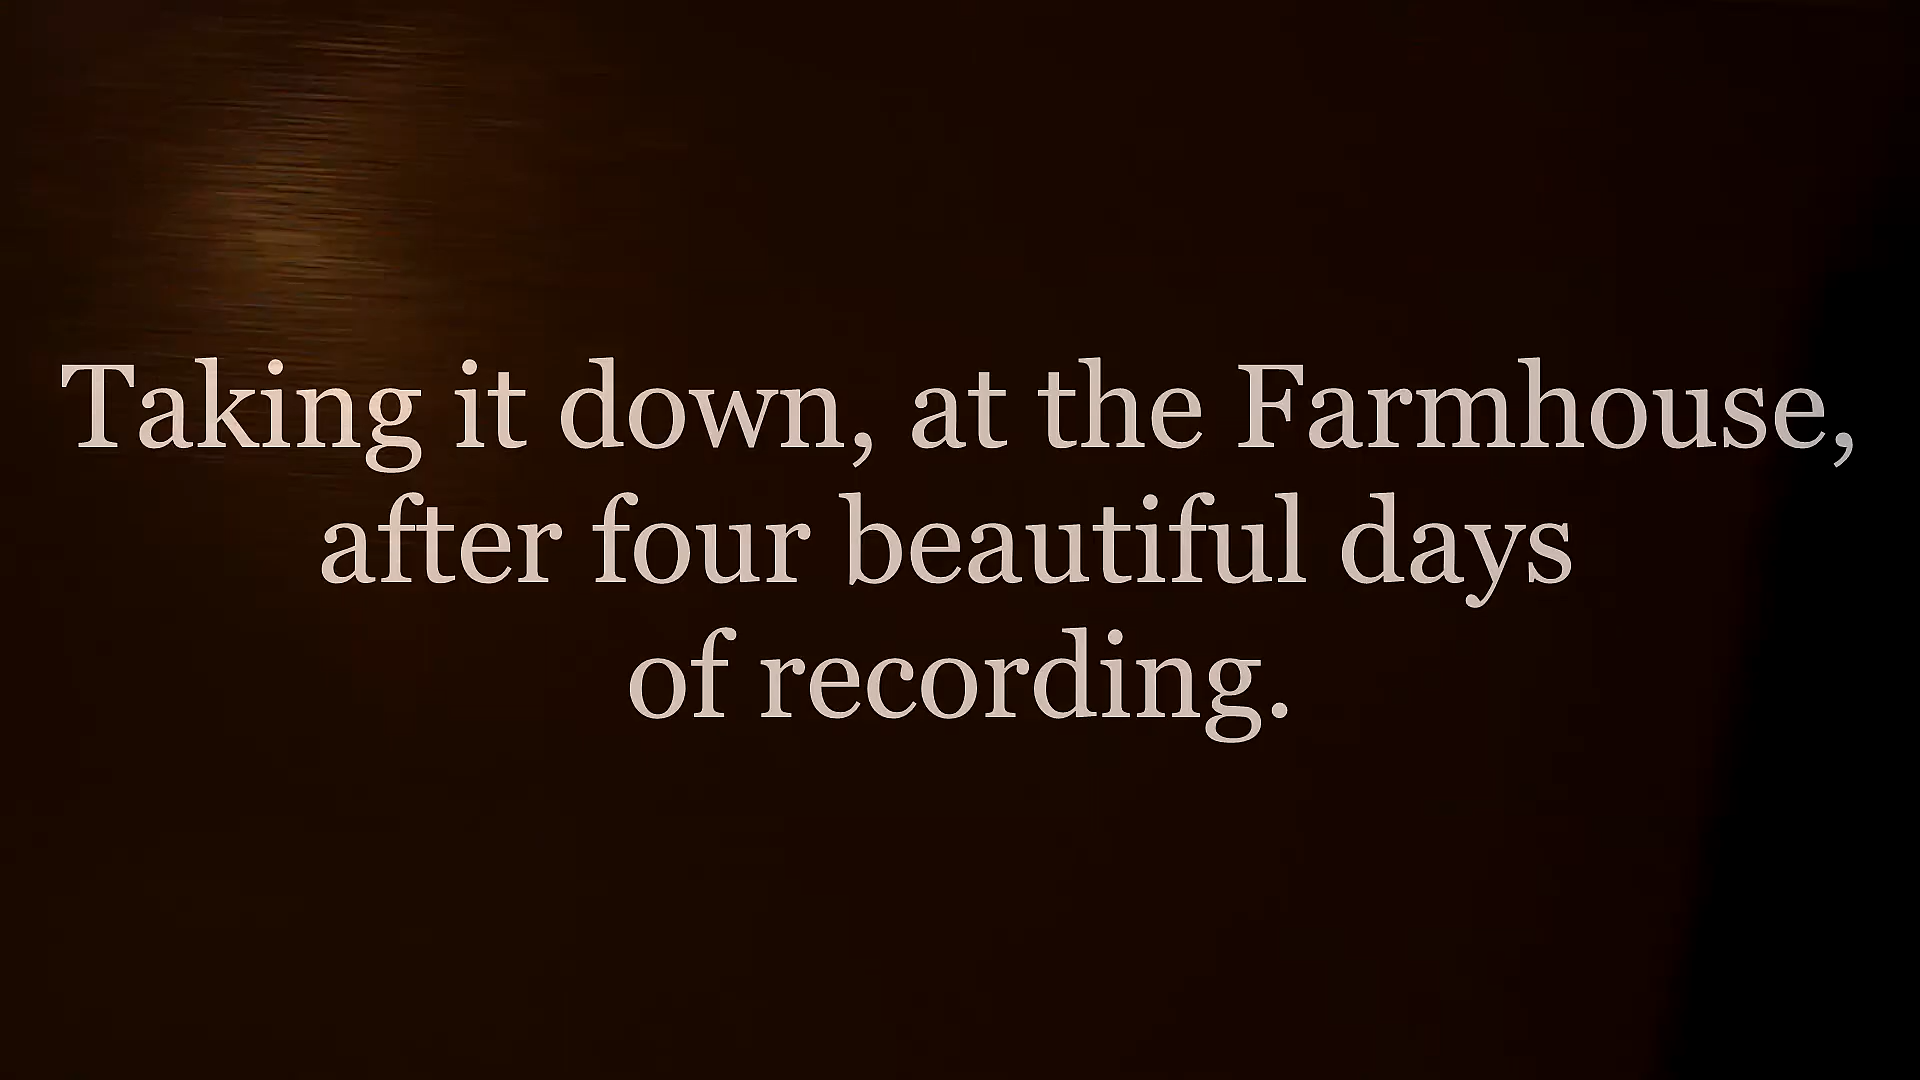 Taking it down, at the Farmhouse,
after four beautiful days
of recording.